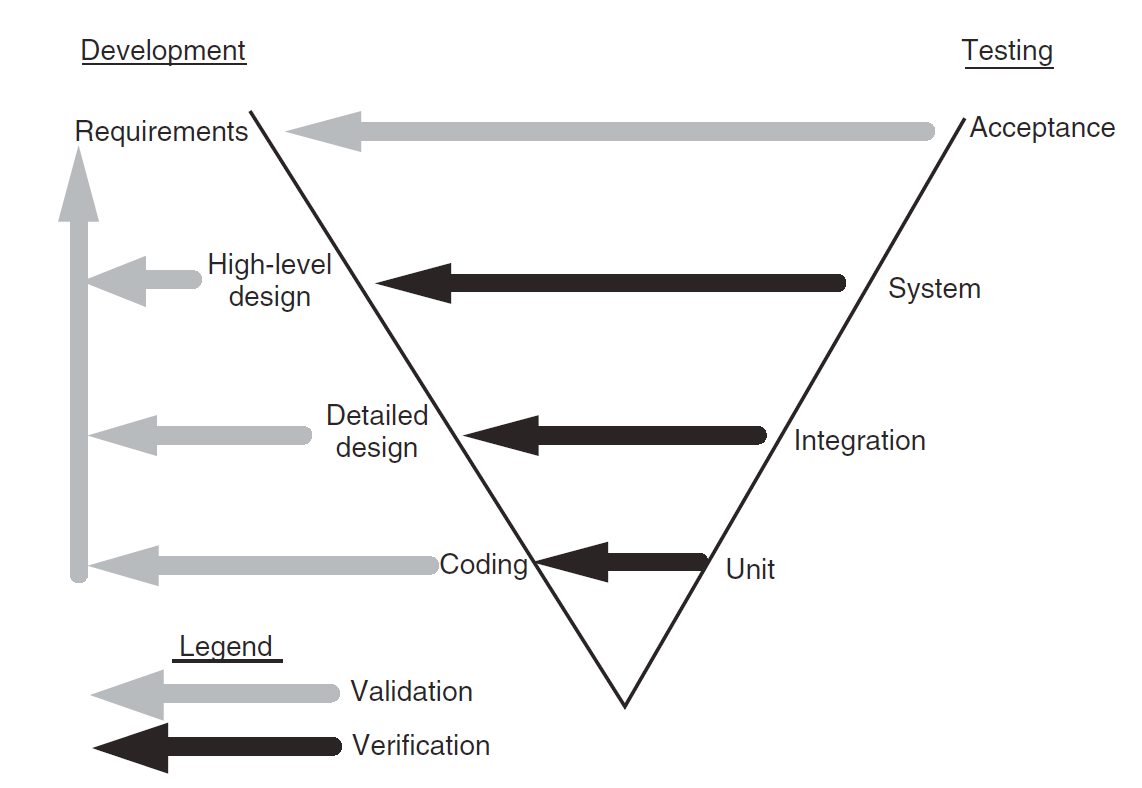 Development
Testing
Requirements
Acceptance
High-level
design
System
Detailed
design
Integration
Coding
Unit
Legend
Validation
Verification